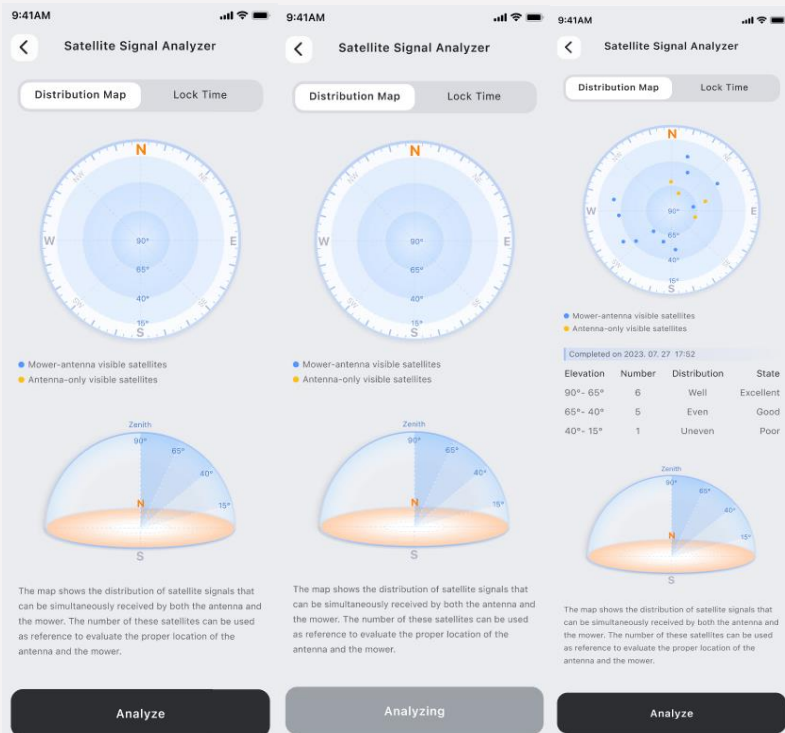 9:41AM
Satellite Signal Analyzer
Distribution Map Lock Time
N
NW NE
W 90° E
65°
40°
SW SE
15°
S
Mower-antenna visible satellites
Antenna-only visible satellites
Zenith
90°
65°
40°
15°
N
S
The map shows the distribution of satellite signals that
can be simultaneously received by both the antenna and
the mower. The number of these satellites can be used
as reference to evaluate the proper location of the
antenna and the mower.
Analyze
9:41AM
Satellite Signal Analyzer
Distribution Map Lock Time
N
NW NE
W 90° E
65°
40°
SW SE
15°
S
Mower-antenna visible satellites
Antenna-only visible satellites
Zenith
90°
65°
40°
15°
N
S
The map shows the distribution of satellite signals that
can be simultaneously received by both the antenna and
the mower. The number of these satellites can be used
as reference to evaluate the proper location of the
antenna and the mower.
Analyzing
9:41AM
Satellite Signal Analyzer
Distribution Map Lock Time
N
NW NE
W 90° E
65°
40°
SW SE
15°
S
Mower-antenna visible satellites
Antenna-only visible satellites
Completed on 2023. 07. 27 17:52
Elevation Number Distribution State
90°- 65° 6 Well Excellent
65°- 40° 5 Even Good
40°- 15° 1 Uneven Poor
Zenith
90°
65°
40°
15°
N
S
The map shows the distribution of satellite signals that
can be simultaneously received by both the antenna and
the mower. The number of these satellites can be used
as reference to evaluate the proper location of the
antenna and the mower.
Analyze